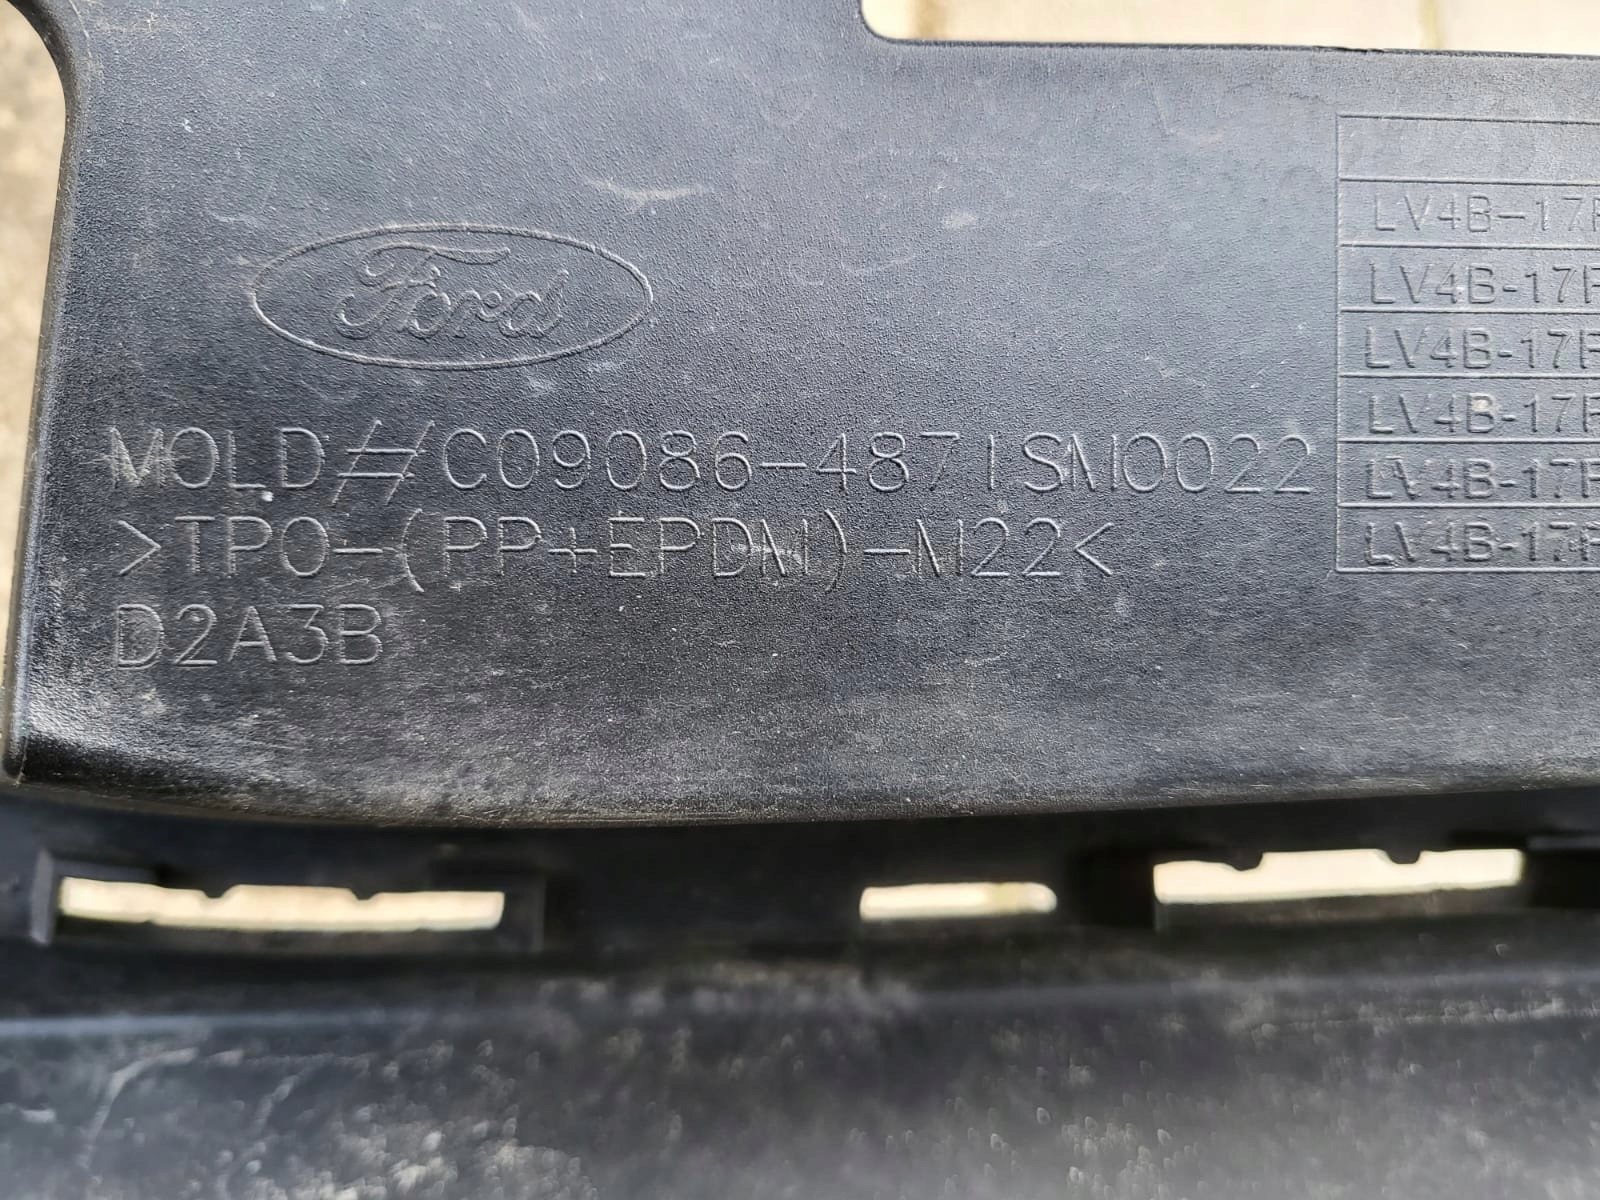 Ford
MOLD#C09086-4871SM0022
>TPO-(PP+EPDM)-M22<
D2A3B
LV4B-17F
LV4B-17F
LV4B-17F
LV4B-17F
LV4B-17F
LV4B-17F